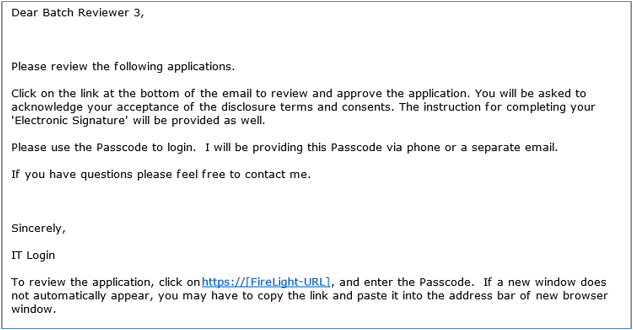 Dear Batch Reviewer 3,
Please review the following applications.
Click on the link at the bottom of the email to review and approve the application. You will be asked to
acknowledge your acceptance of the disclosure terms and consents. The instruction for completing your
'Electronic Signature' will be provided as well.
Please use the Passcode to login.  I will be providing this Passcode via phone or a separate email.
If you have questions please feel free to contact me.
Sincerely,
IT Login
To review the application, click on https://[FireLight-URL], and enter the Passcode.  If a new window does
not automatically appear, you may have to copy the link and paste it into the address bar of new browser
window.